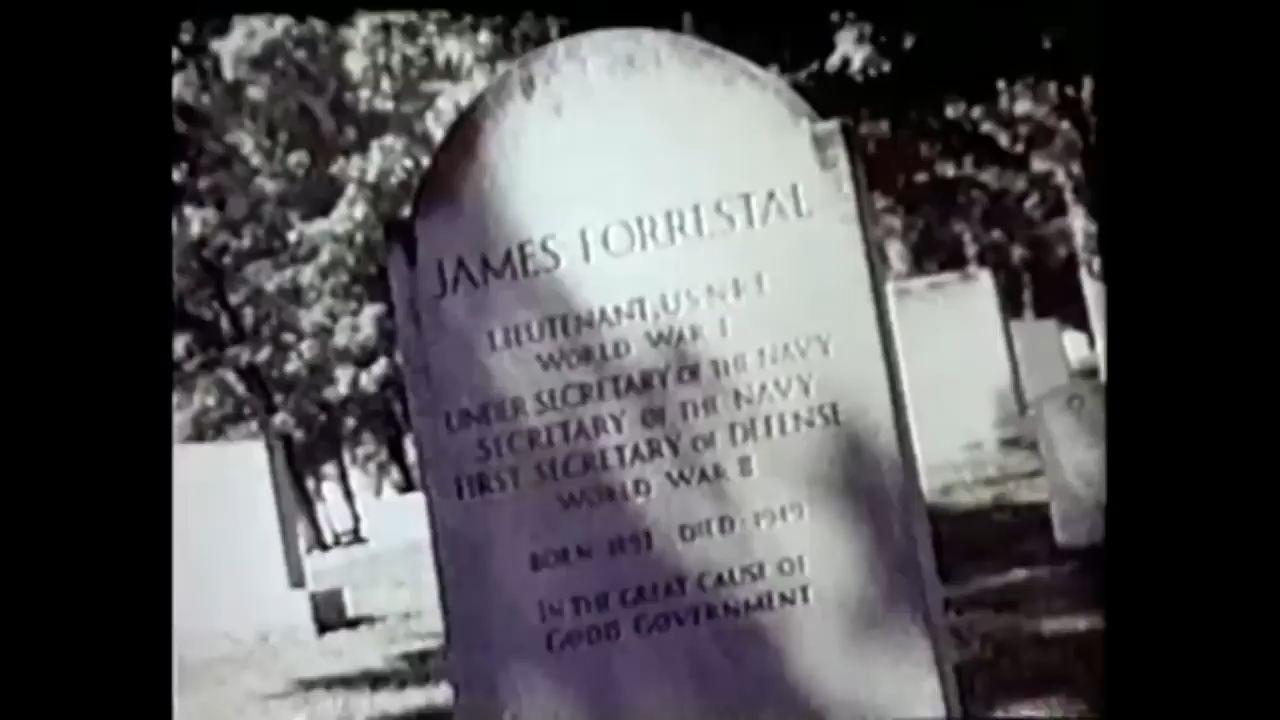 JAMES FORRESTAL
LIEUTENANT, U.S.N.R.F.
WORLD WAR I
UNDER SECRETARY OF THE NAVY
SECRETARY OF THE NAVY
FIRST SECRETARY OF DEFENSE
WORLD WAR II
BORN 1892 DIED 1949
IN THE GREAT CAUSE OF
GOOD GOVERNMENT